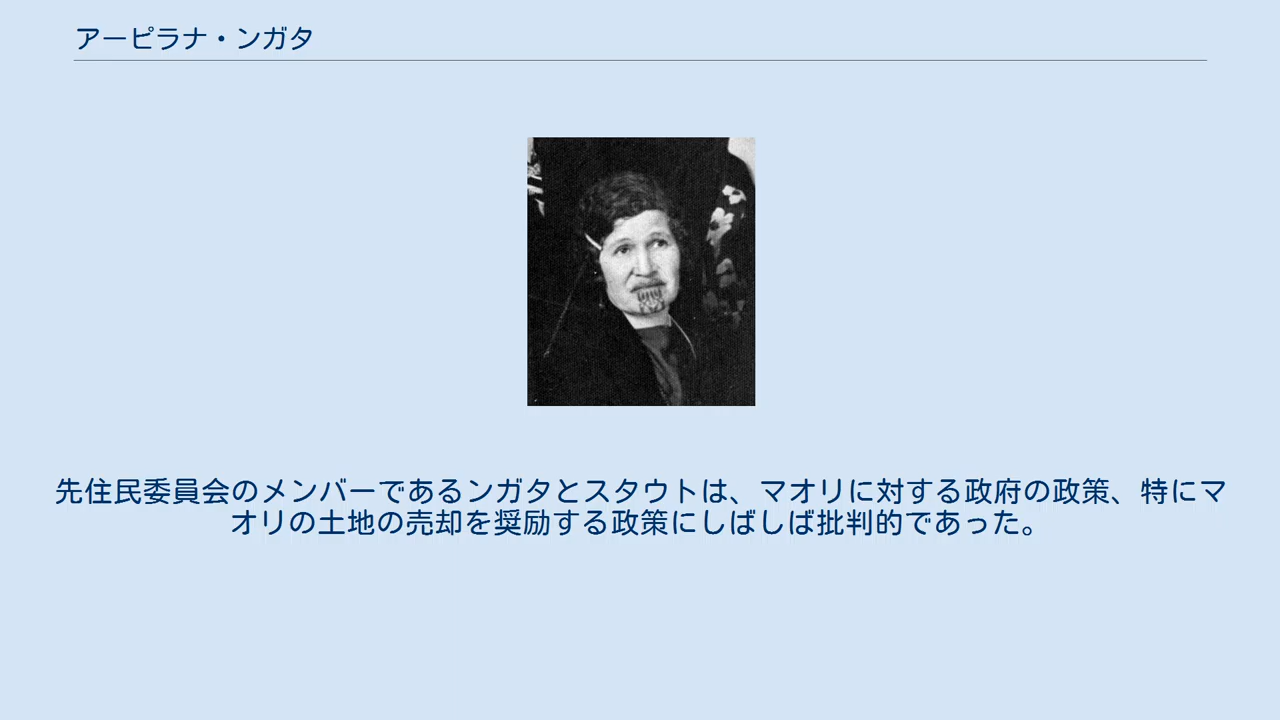 アーピラナ・ンガタ
先住民委員会のメンバーであるンガタとスタウトは、マオリに対する政府の政策、特にマ
オリの土地の売却を奨励する政策にしばしば批判的であった。